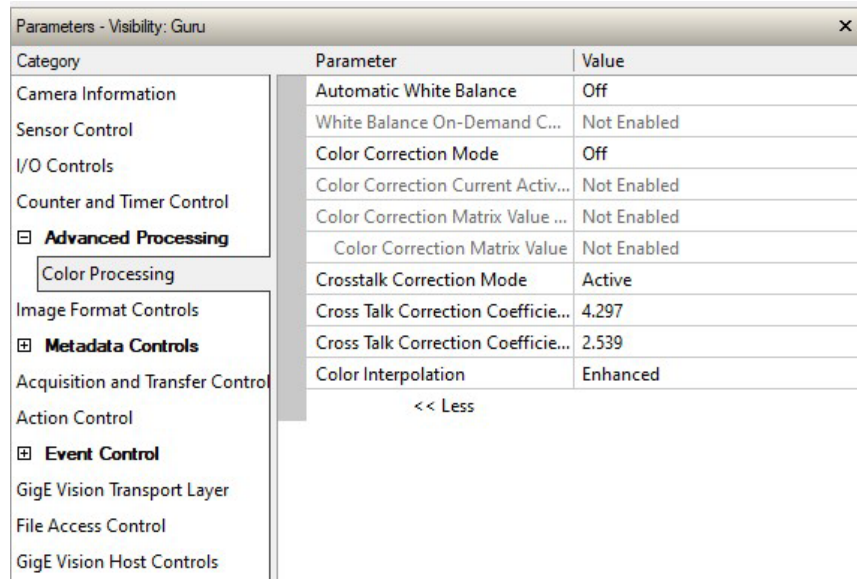 Parameters - Visibility: Guru
Category Parameter Value
Camera Information
Sensor Control
I/O Controls
Counter and Timer Control
Advanced Processing
Color Processing
Image Format Controls
Metadata Controls
Acquisition and Transfer Control
Action Control
Event Control
GigE Vision Transport Layer
File Access Control
GigE Vision Host Controls
Automatic White Balance Off
White Balance On-Demand C... Not Enabled
Color Correction Mode Off
Color Correction Current Activ... Not Enabled
Color Correction Matrix Value ... Not Enabled
Color Correction Matrix Value Not Enabled
Crosstalk Correction Mode Active
Cross Talk Correction Coefficie... 4.297
Cross Talk Correction Coefficie... 2.539
Color Interpolation Enhanced
<< Less